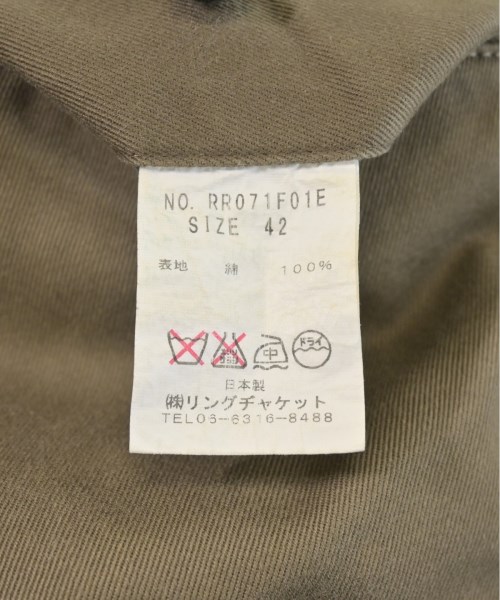 NO. RR071F01E
SIZE 42
表地 綿 100%
中 ドライ
日本製
㈱リングヂャケット
TEL06-6316-8488